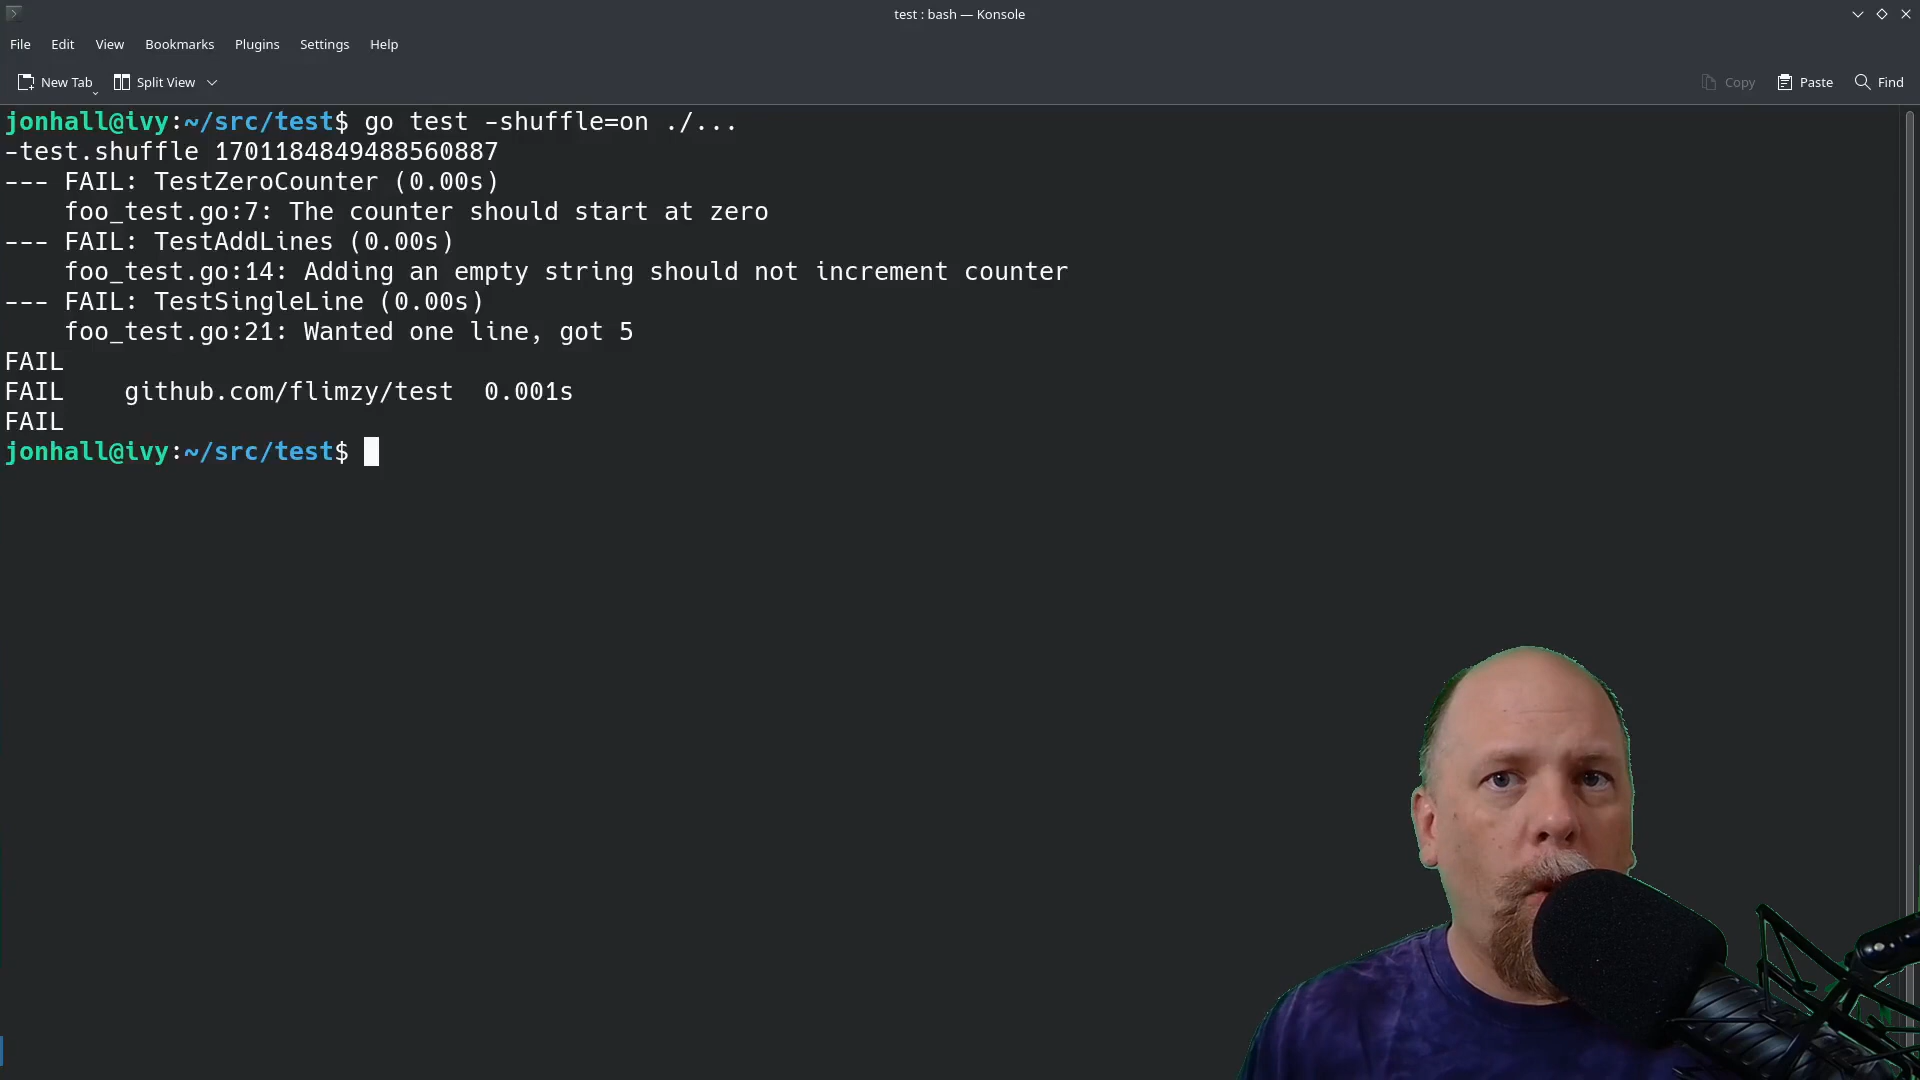 test : bash — Konsole
File Edit View Bookmarks Plugins Settings Help
New Tab Split View Copy Paste Find
jonhall@ivy:~/src/test$ go test -shuffle=on ./...
-test.shuffle 1701184849488560887
--- FAIL: TestZeroCounter (0.00s)
    foo_test.go:7: The counter should start at zero
--- FAIL: TestAddLines (0.00s)
    foo_test.go:14: Adding an empty string should not increment counter
--- FAIL: TestSingleLine (0.00s)
    foo_test.go:21: Wanted one line, got 5
FAIL
FAIL    github.com/flimzy/test  0.001s
FAIL
jonhall@ivy:~/src/test$